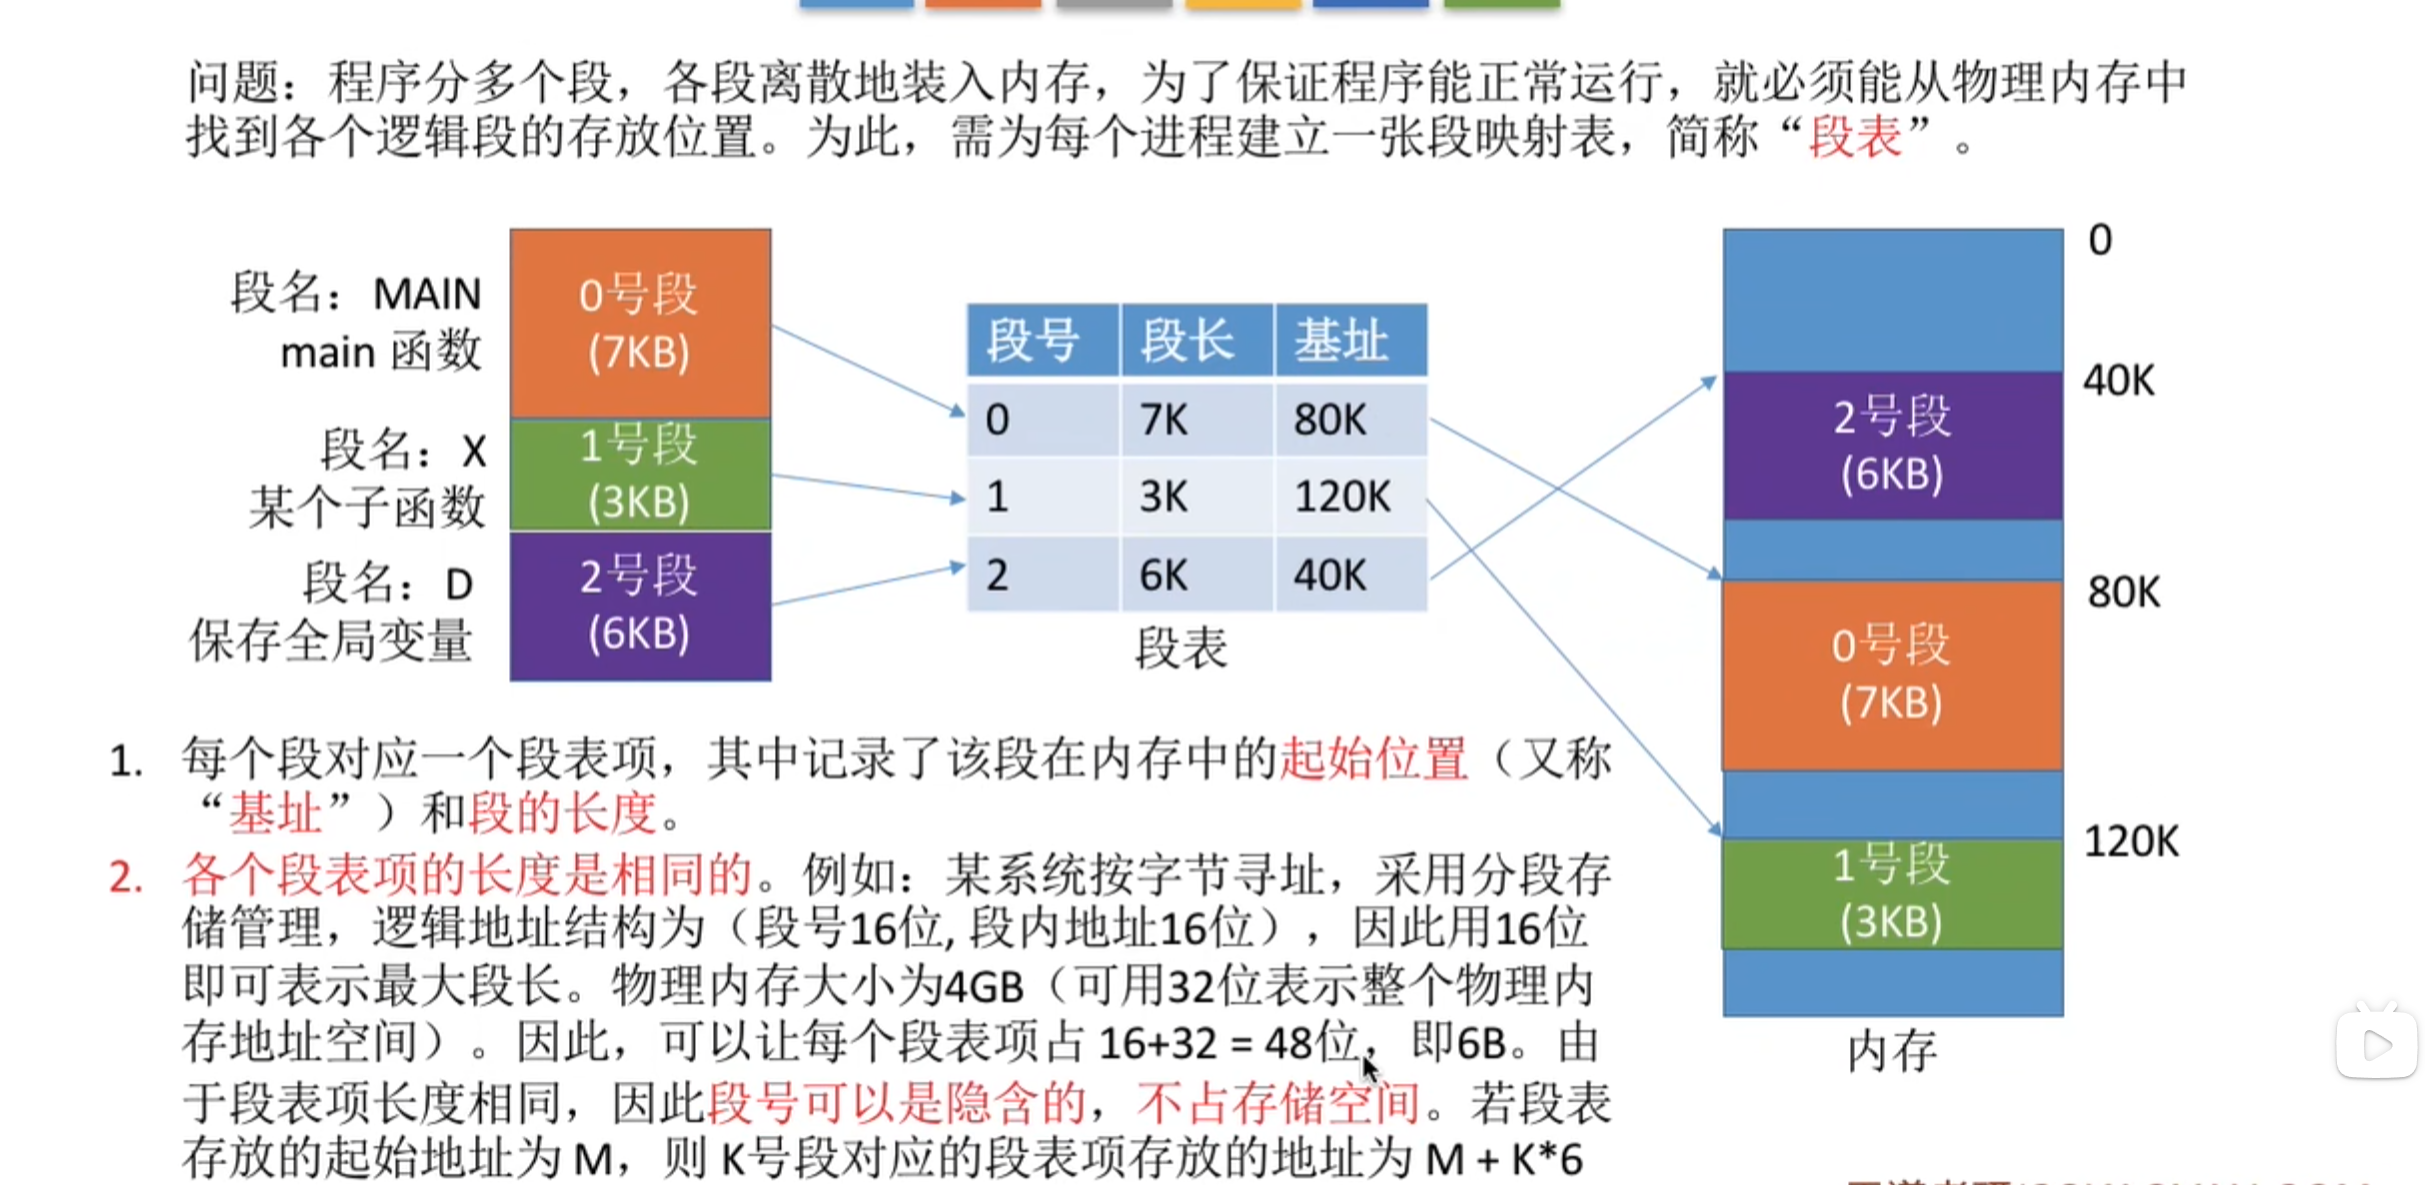 问题：程序分多个段，各段离散地装入内存，为了保证程序能正常运行，就必须能从物理内存中
找到各个逻辑段的存放位置。为此，需为每个进程建立一张段映射表，简称“段表”。
段名：MAIN
main 函数
0号段
(7KB)
段名：X
某个子函数
1号段
(3KB)
段名：D
保存全局变量
2号段
(6KB)
段号 段长 基址
0 7K 80K
1 3K 120K
2 6K 40K
段表
0
40K
2号段
(6KB)
80K
0号段
(7KB)
120K
1号段
(3KB)
内存
1. 每个段对应一个段表项，其中记录了该段在内存中的起始位置（又称
“基址”）和段的长度。
2. 各个段表项的长度是相同的。例如：某系统按字节寻址，采用分段存
储管理，逻辑地址结构为（段号16位, 段内地址16位），因此用16位
即可表示最大段长。物理内存大小为4GB（可用32位表示整个物理内
存地址空间）。因此，可以让每个段表项占 16+32 = 48位，即6B。由
于段表项长度相同，因此段号可以是隐含的，不占存储空间。若段表
存放的起始地址为 M，则 K号段对应的段表项存放的地址为 M + K*6